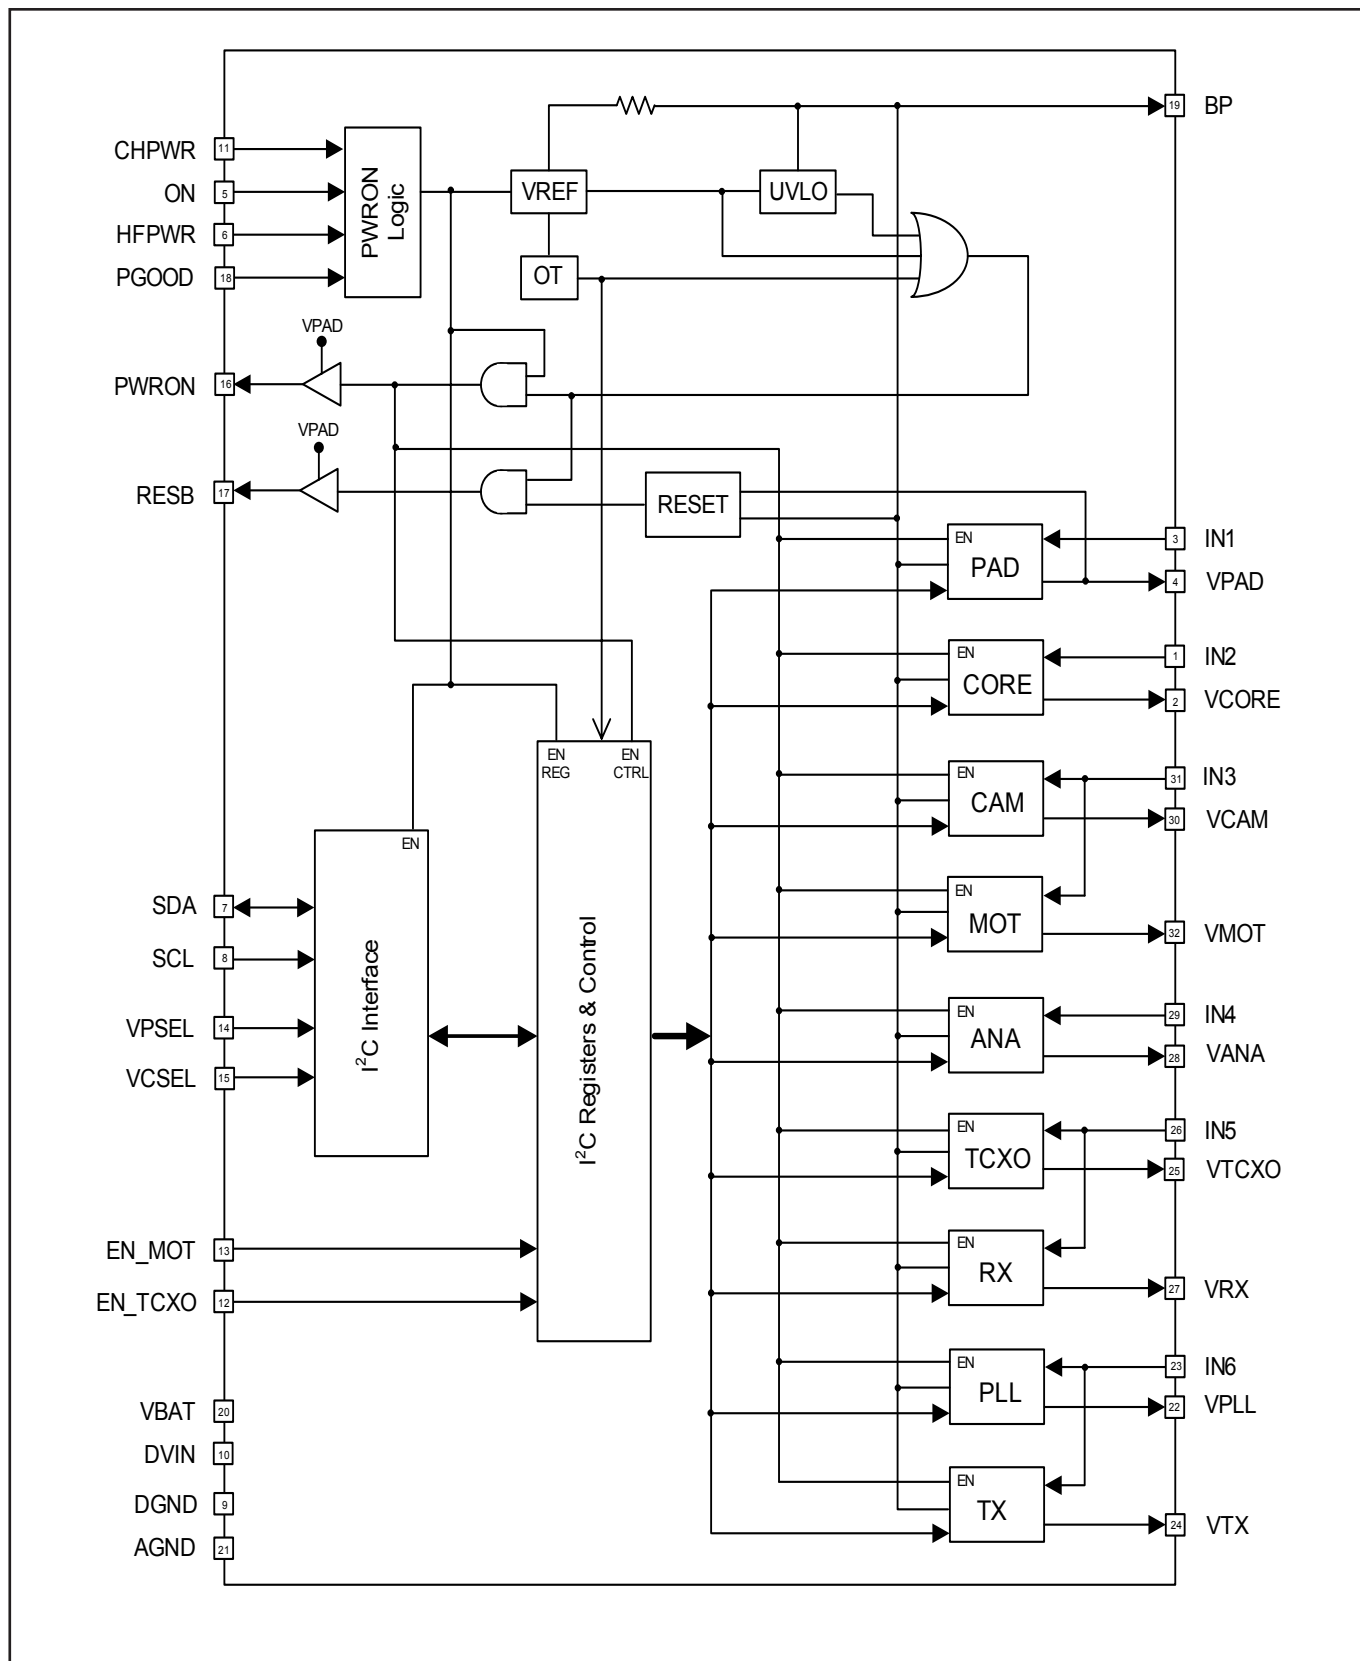 CHPWR 11
ON 5
HFPWR 6
PGOOD 18
PWRON Logic
VREF
UVLO
OT
19 BP
VPAD
PWRON 16
VPAD
RESB 17
RESET
EN
PAD
3 IN1
4 VPAD
EN
CORE
1 IN2
2 VCORE
EN
REG
EN
CTRL
EN
CAM
31 IN3
30 VCAM
EN
SDA 7
SCL 8
VPSEL 14
VCSEL 15
I²C Interface
I²C Registers & Control
EN
MOT
32 VMOT
EN
ANA
29 IN4
28 VANA
EN
TCXO
26 IN5
25 VTCXO
EN_MOT 13
EN_TCXO 12
EN
RX
27 VRX
EN
PLL
23 IN6
22 VPLL
VBAT 20
DVIN 10
DGND 9
AGND 21
EN
TX
24 VTX